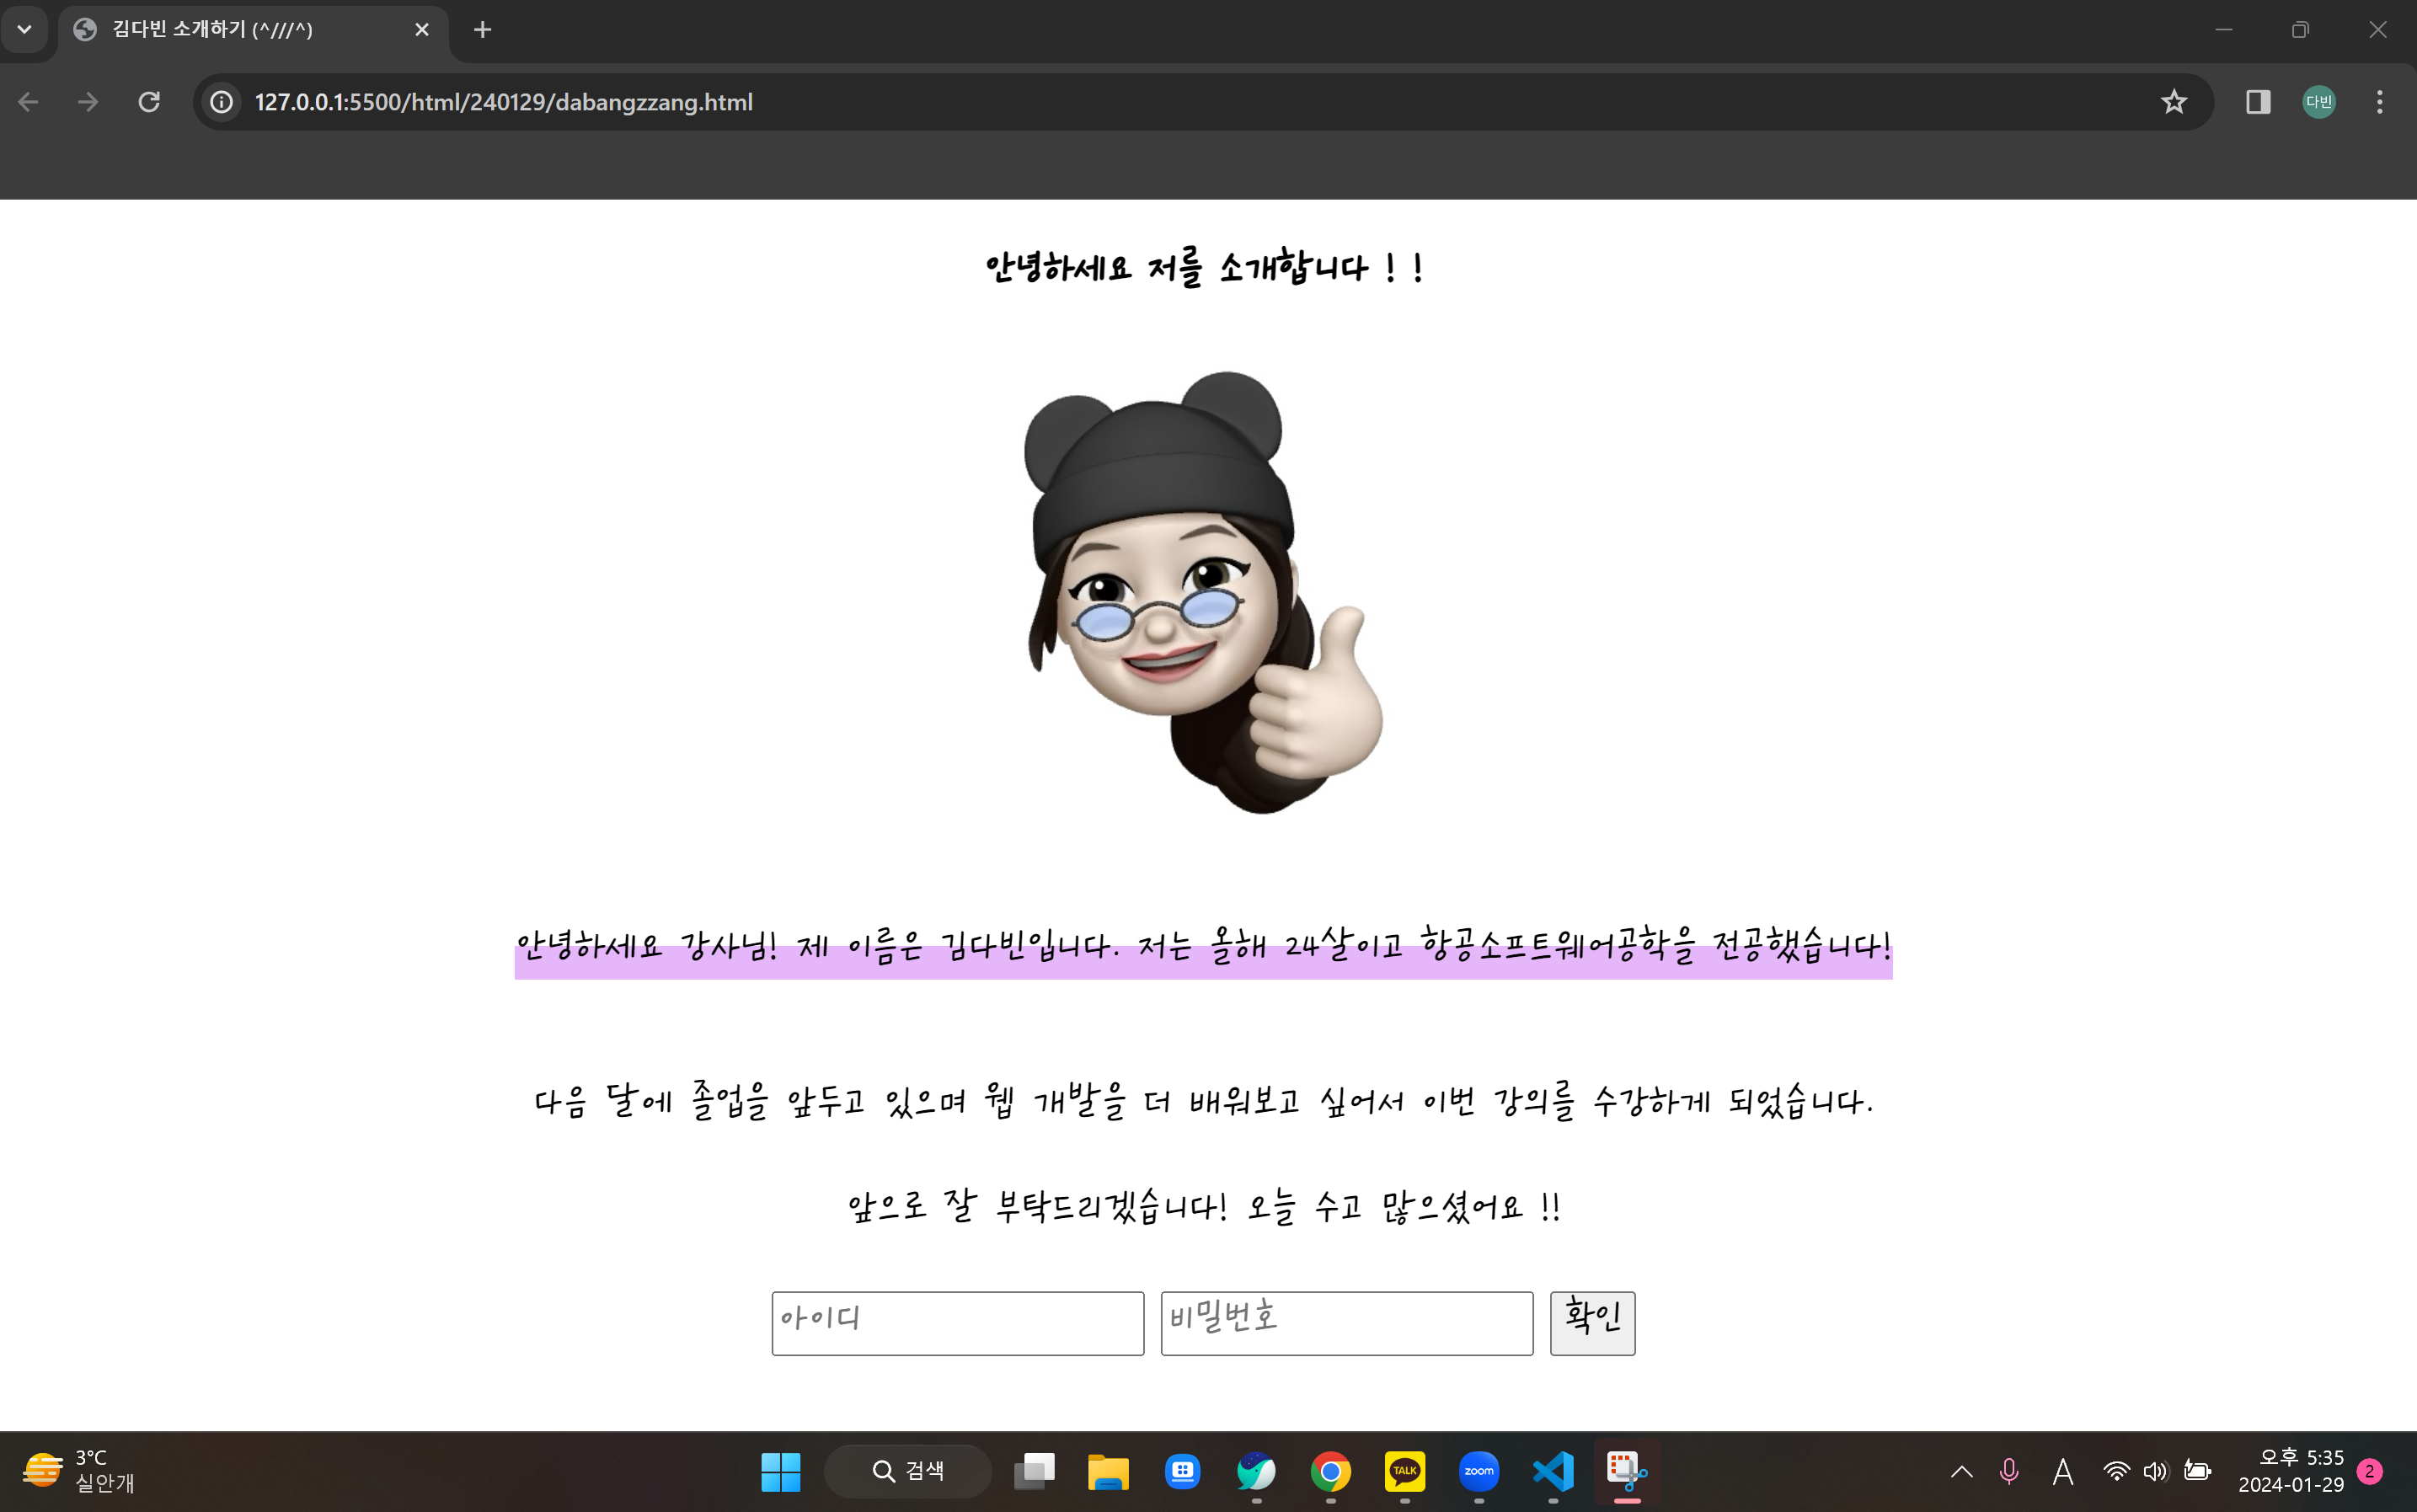 김다빈 소개하기 (^///^)
127.0.0.1:5500/html/240129/dabangzzang.html
다빈
안녕하세요 저를 소개합니다 ! !
안녕하세요 강사님! 제 이름은 김다빈입니다. 저는 올해 24살이고 항공소프트웨어공학을 전공했습니다!
다음 달에 졸업을 앞두고 있으며 웹 개발을 더 배워보고 싶어서 이번 강의를 수강하게 되었습니다.
앞으로 잘 부탁드리겠습니다! 오늘 수고 많으셨어요 !!
아이디 비밀번호 확인
3°C
실안개
검색
TALK
zoom
A
오후 5:35
2024-01-29
2